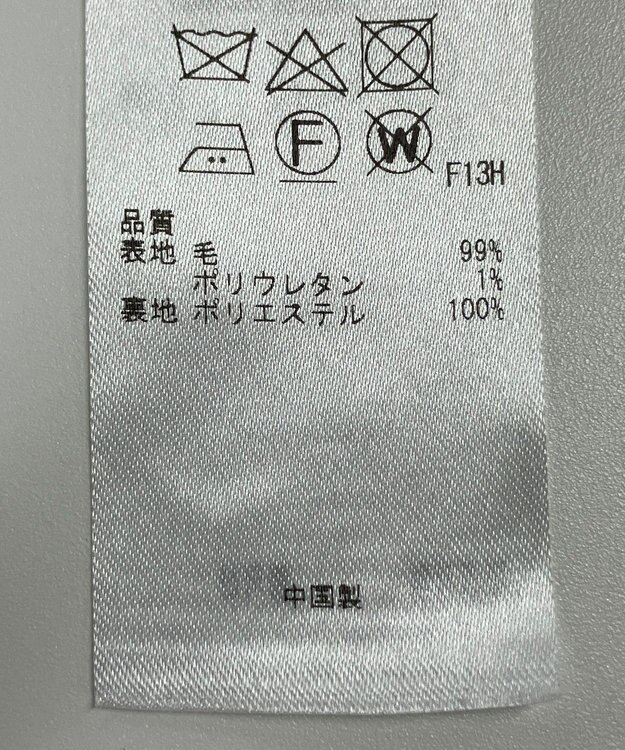 F W F13H
品質
表地 毛 99%
ポリウレタン 1%
裏地 ポリエステル 100%
中国製